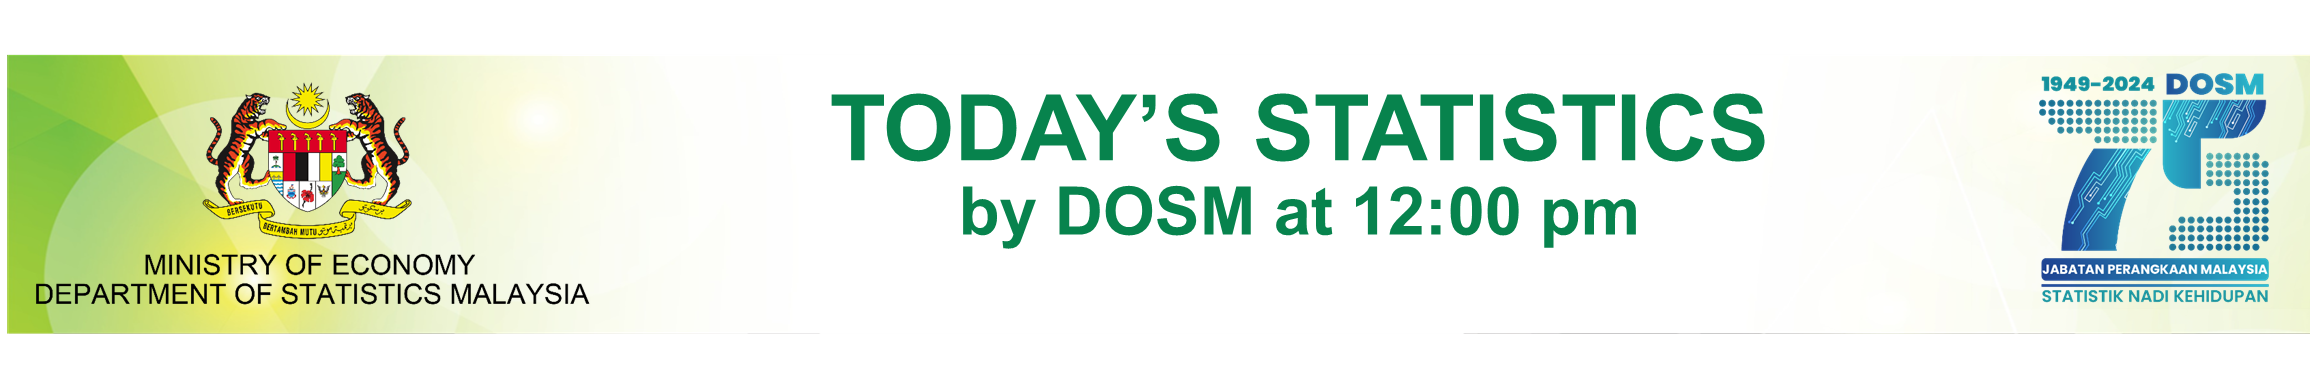 BERSEKUTU
BERTAMBAH MUTU
MINISTRY OF ECONOMY
DEPARTMENT OF STATISTICS MALAYSIA
TODAY’S STATISTICS
by DOSM at 12:00 pm
1949-2024 DOSM
75
JABATAN PERANGKAAN MALAYSIA
STATISTIK NADI KEHIDUPAN